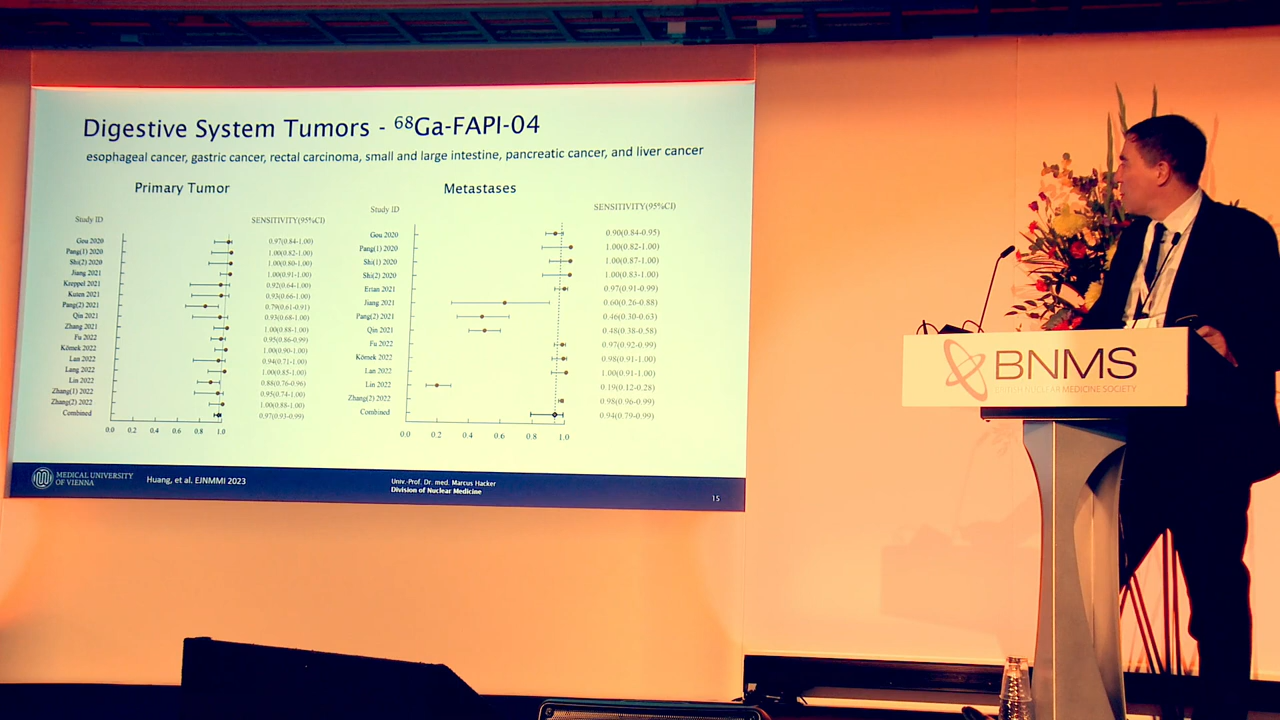 Digestive System Tumors - ⁶⁸Ga-FAPI-04
esophageal cancer, gastric cancer, rectal carcinoma, small and large intestine, pancreatic cancer, and liver cancer
Primary Tumor
Study ID SENSITIVITY(95%CI)
Gou 2020 0.97(0.84-1.00)
Pang(1) 2020 1.00(0.82-1.00)
Shi(2) 2020 1.00(0.80-1.00)
Jiang 2021 1.00(0.91-1.00)
Kreppel 2021 0.92(0.64-1.00)
Kuten 2021 0.93(0.66-1.00)
Pang(2) 2021 0.79(0.61-0.91)
Qin 2021 0.93(0.68-1.00)
Zhang 2021 1.00(0.88-1.00)
Fu 2022 0.95(0.86-0.99)
Kömek 2022 1.00(0.90-1.00)
Lan 2022 0.94(0.71-1.00)
Lang 2022 1.00(0.85-1.00)
Lin 2022 0.88(0.76-0.96)
Zhang(1) 2022 0.95(0.74-1.00)
Zhang(2) 2022 1.00(0.88-1.00)
Combined 0.97(0.93-0.99)
0.0 0.2 0.4 0.6 0.8 1.0
Metastases
Study ID SENSITIVITY(95%CI)
Gou 2020 0.90(0.84-0.95)
Pang(1) 2020 1.00(0.82-1.00)
Shi(1) 2020 1.00(0.87-1.00)
Shi(2) 2020 1.00(0.83-1.00)
Ertan 2021 0.97(0.91-0.99)
Jiang 2021 0.60(0.26-0.88)
Pang(2) 2021 0.46(0.30-0.63)
Qin 2021 0.48(0.38-0.58)
Fu 2022 0.97(0.92-0.99)
Kömek 2022 0.98(0.91-1.00)
Lan 2022 1.00(0.91-1.00)
Lin 2022 0.19(0.12-0.28)
Zhang(2) 2022 0.98(0.96-0.99)
Combined 0.94(0.79-0.99)
0.0 0.2 0.4 0.6 0.8 1.0
MEDICAL UNIVERSITY
OF VIENNA
Huang, et al. EJNMMI 2023
Univ.-Prof. Dr. med. Marcus Hacker
Division of Nuclear Medicine
15
BNMS
BRITISH NUCLEAR MEDICINE SOCIETY